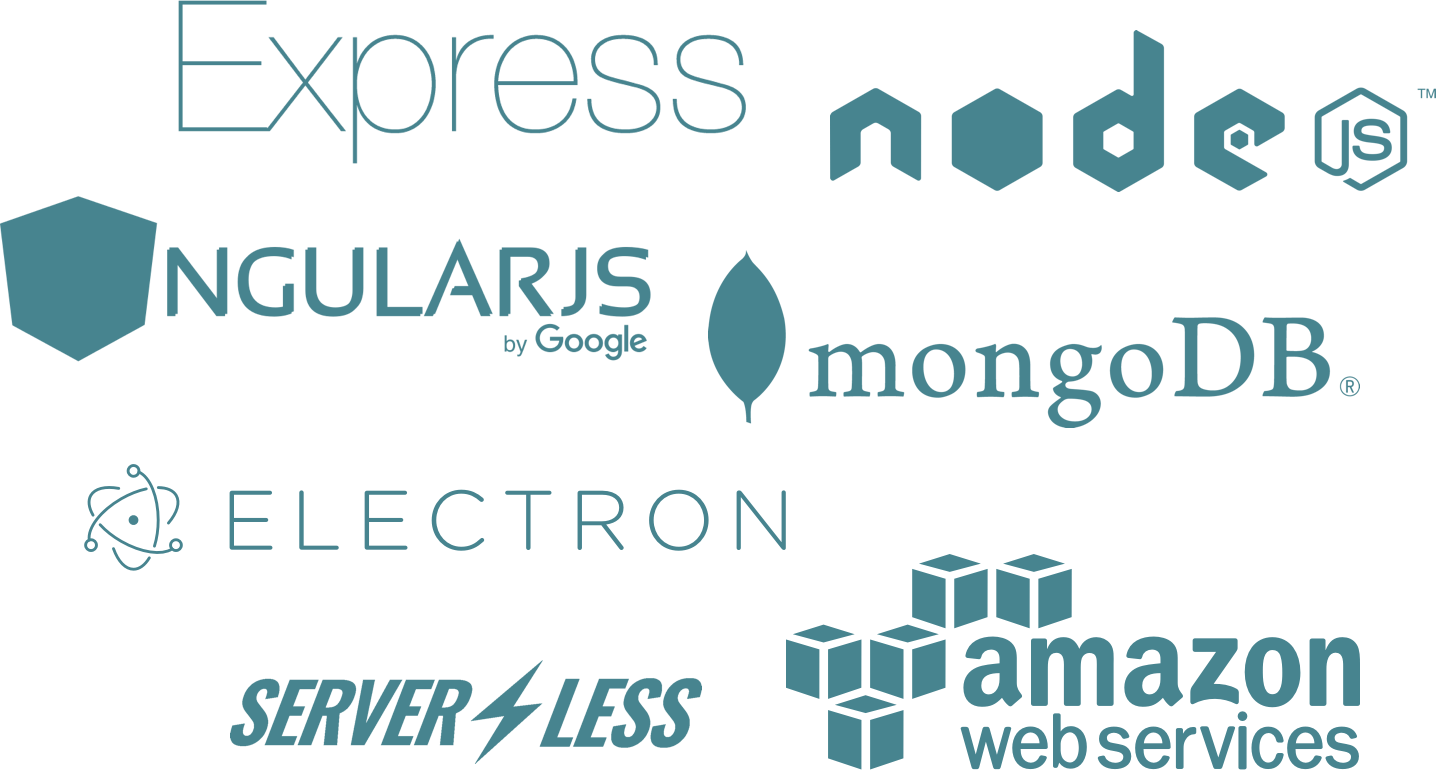 Express
node JS ™
NGULARJS
by Google
mongoDB®
ELECTRON
SERVERLESS
amazon
web services